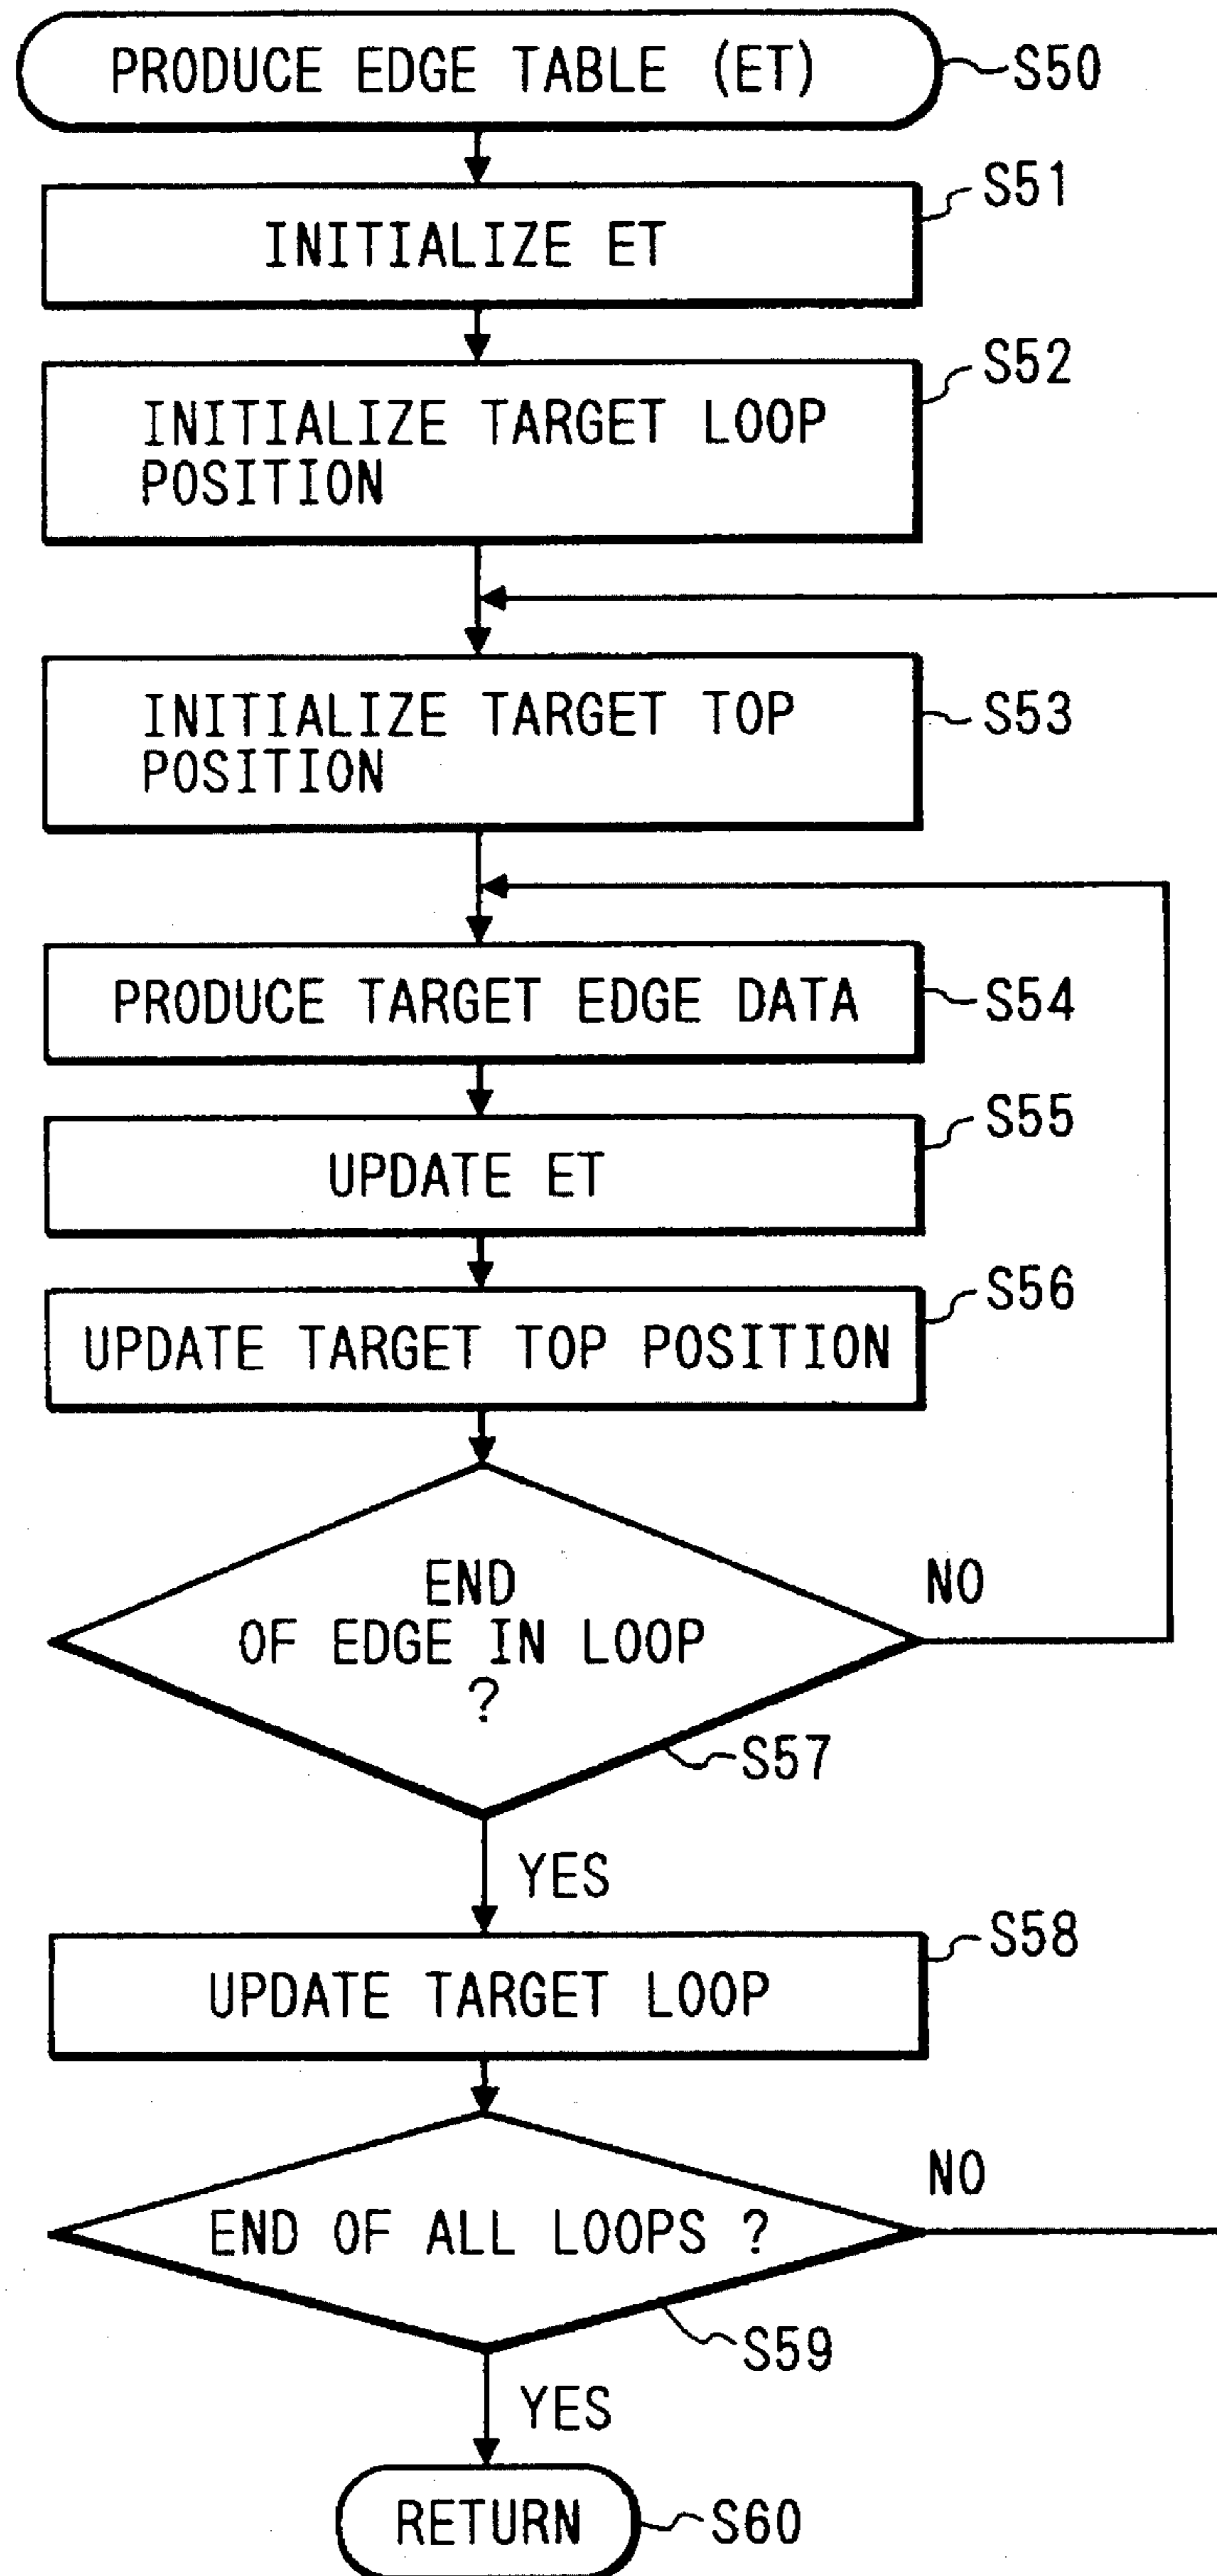 PRODUCE EDGE TABLE (ET)
S50
S51
INITIALIZE ET
S52
INITIALIZE TARGET LOOP
POSITION
INITIALIZE TARGET TOP
POSITION
S53
PRODUCE TARGET EDGE DATA
S54
S55
UPDATE ET
S56
UPDATE TARGET TOP POSITION
END
OF EDGE IN LOOP
?
NO
S57
YES
S58
UPDATE TARGET LOOP
NO
END OF ALL LOOPS ?
S59
YES
RETURN
S60